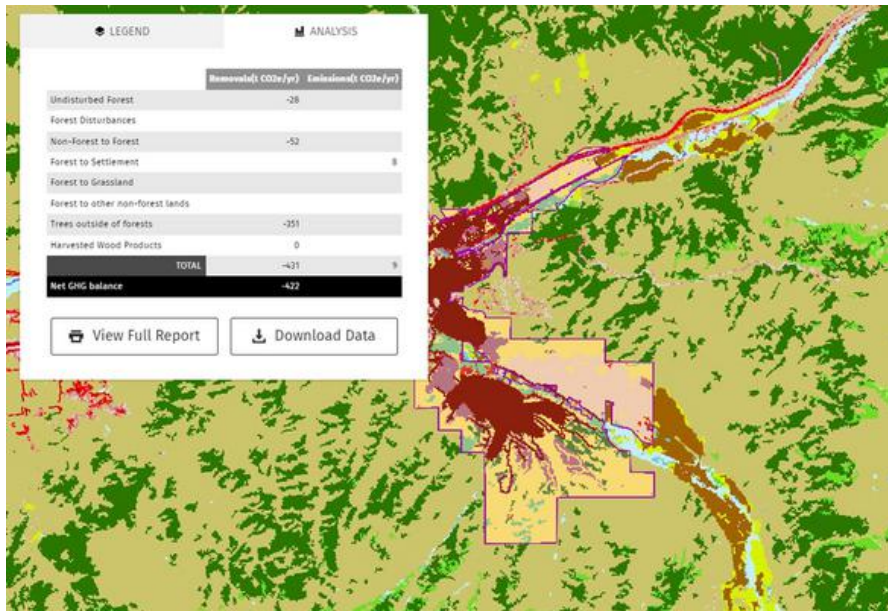 LEGEND ANALYSIS
Removals(t CO2e/yr) Emissions(t CO2e/yr)
Undisturbed Forest -28
Forest Disturbances
Non-Forest to Forest -52
Forest to Settlement 8
Forest to Grassland
Forest to other non-forest lands
Trees outside of forests -351
Harvested Wood Products 0
TOTAL -431 9
Net GHG balance -422
View Full Report Download Data